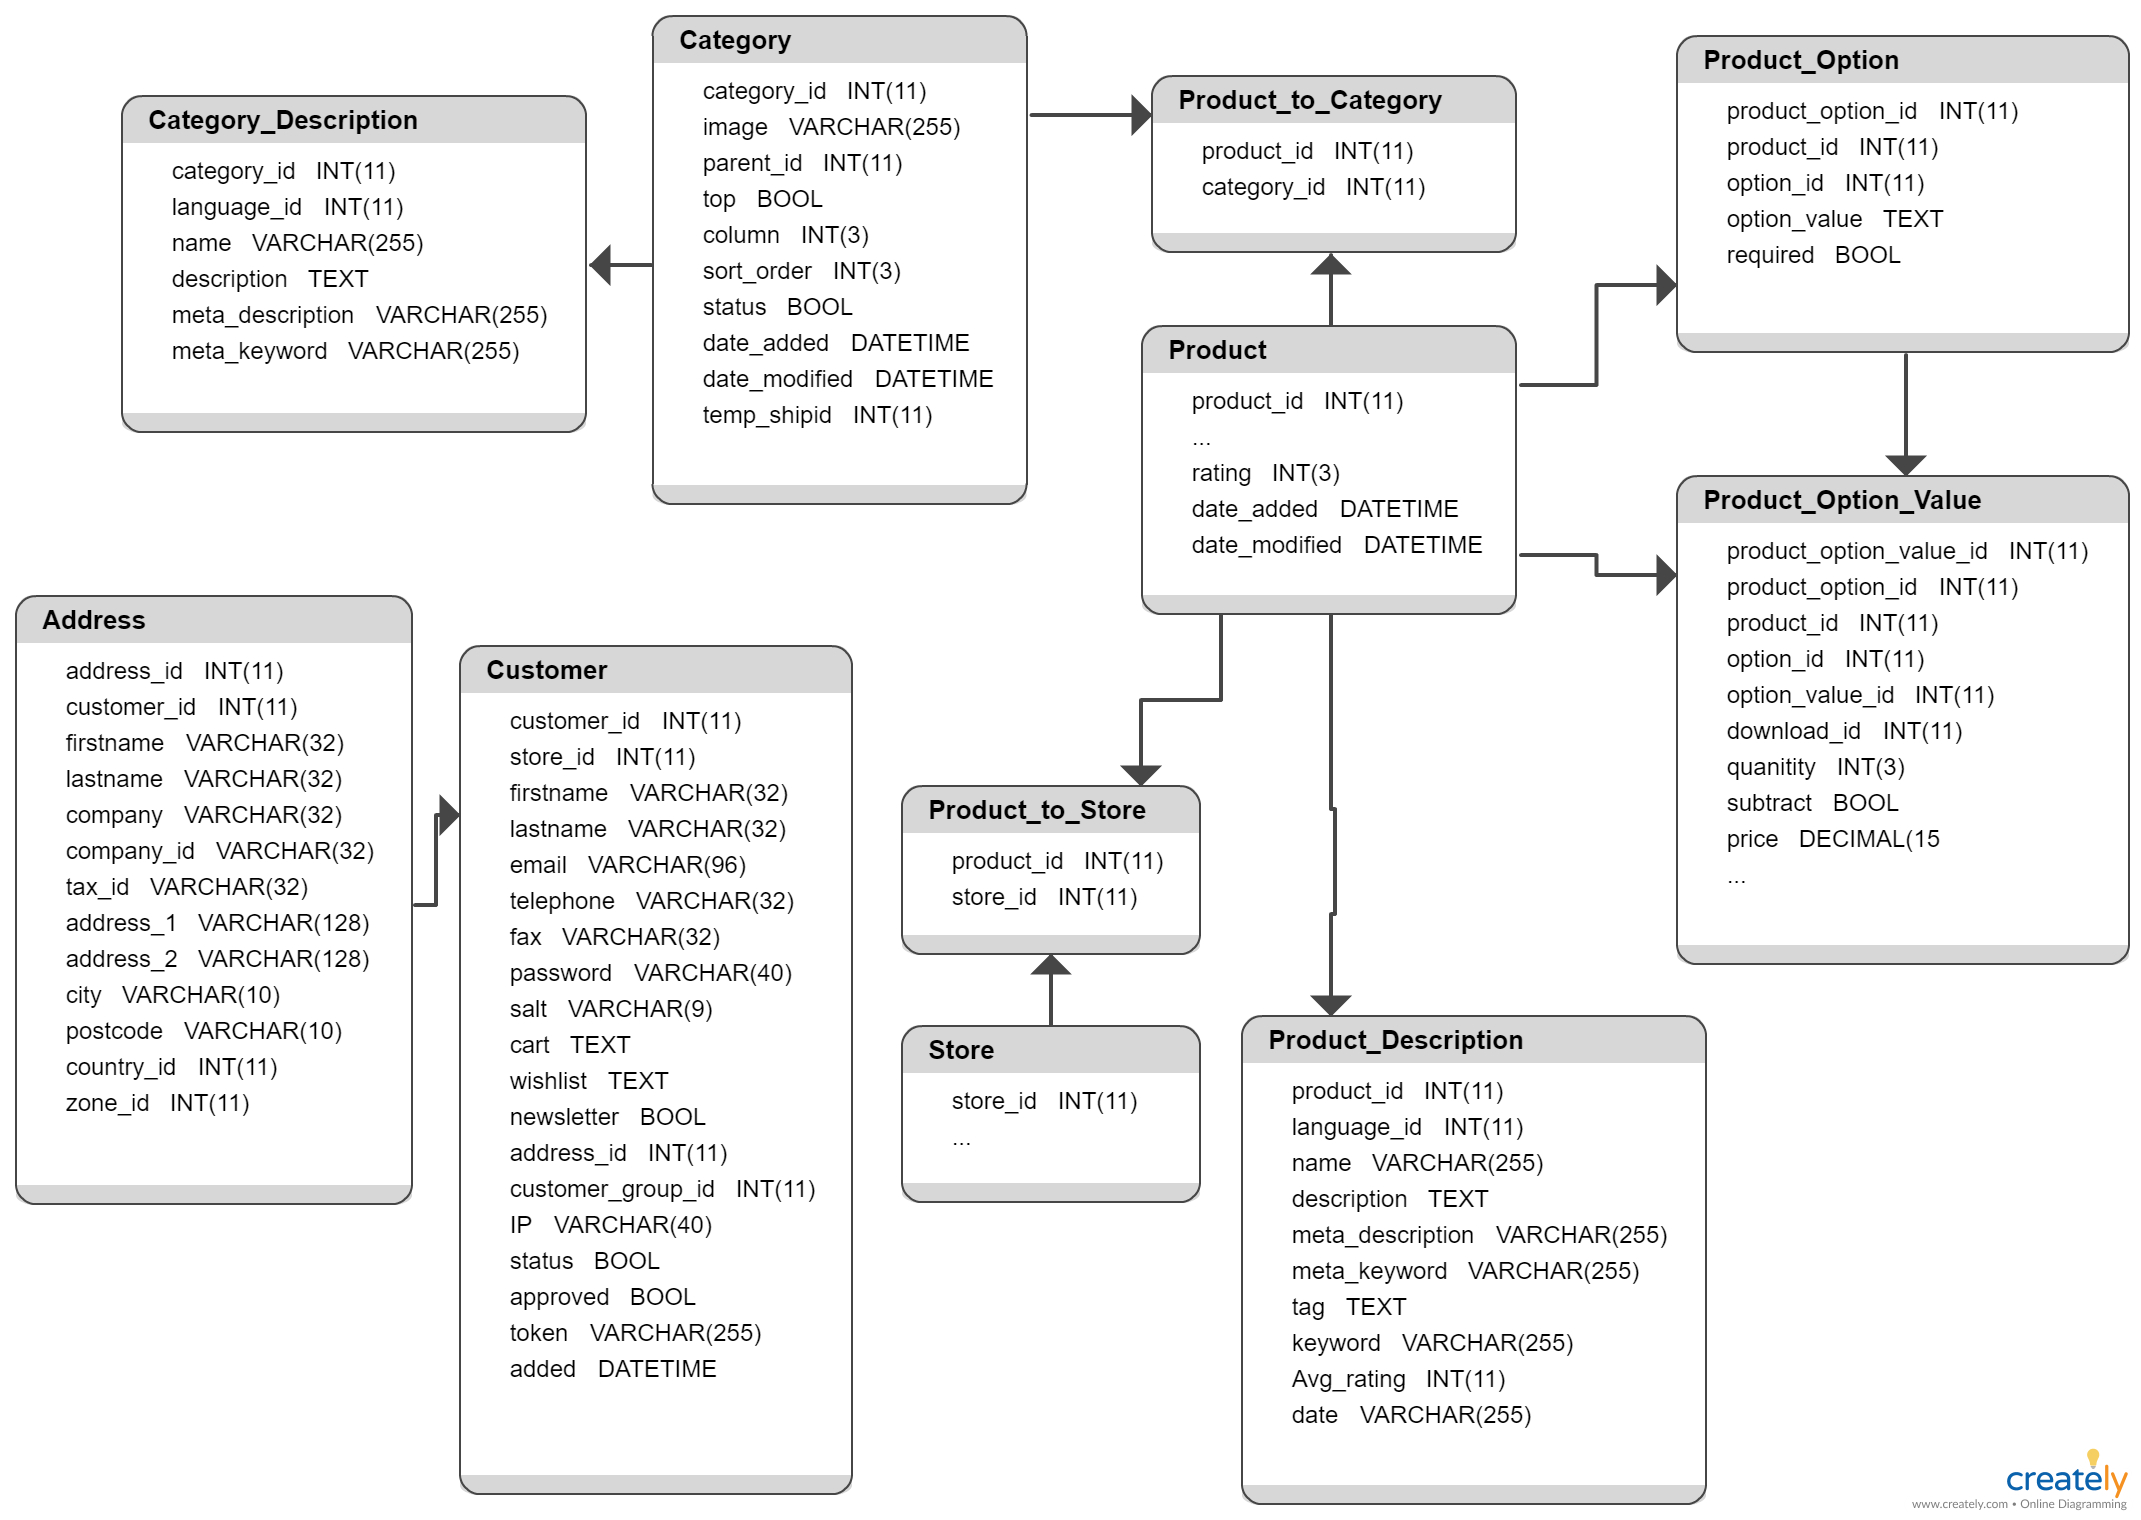 Category
category_id INT(11)
image VARCHAR(255)
parent_id INT(11)
top BOOL
column INT(3)
sort_order INT(3)
status BOOL
date_added DATETIME
date_modified DATETIME
temp_shipid INT(11)
Category_Description
category_id INT(11)
language_id INT(11)
name VARCHAR(255)
description TEXT
meta_description VARCHAR(255)
meta_keyword VARCHAR(255)
Product_to_Category
product_id INT(11)
category_id INT(11)
Product_Option
product_option_id INT(11)
product_id INT(11)
option_id INT(11)
option_value TEXT
required BOOL
Product
product_id INT(11)
...
rating INT(3)
date_added DATETIME
date_modified DATETIME
Product_Option_Value
product_option_value_id INT(11)
product_option_id INT(11)
product_id INT(11)
option_id INT(11)
option_value_id INT(11)
download_id INT(11)
quanitity INT(3)
subtract BOOL
price DECIMAL(15
...
Address
address_id INT(11)
customer_id INT(11)
firstname VARCHAR(32)
lastname VARCHAR(32)
company VARCHAR(32)
company_id VARCHAR(32)
tax_id VARCHAR(32)
address_1 VARCHAR(128)
address_2 VARCHAR(128)
city VARCHAR(10)
postcode VARCHAR(10)
country_id INT(11)
zone_id INT(11)
Customer
customer_id INT(11)
store_id INT(11)
firstname VARCHAR(32)
lastname VARCHAR(32)
email VARCHAR(96)
telephone VARCHAR(32)
fax VARCHAR(32)
password VARCHAR(40)
salt VARCHAR(9)
cart TEXT
wishlist TEXT
newsletter BOOL
address_id INT(11)
customer_group_id INT(11)
IP VARCHAR(40)
status BOOL
approved BOOL
token VARCHAR(255)
added DATETIME
Product_to_Store
product_id INT(11)
store_id INT(11)
Store
store_id INT(11)
...
Product_Description
product_id INT(11)
language_id INT(11)
name VARCHAR(255)
description TEXT
meta_description VARCHAR(255)
meta_keyword VARCHAR(255)
tag TEXT
keyword VARCHAR(255)
Avg_rating INT(11)
date VARCHAR(255)
creately
www.creately.com • Online Diagramming